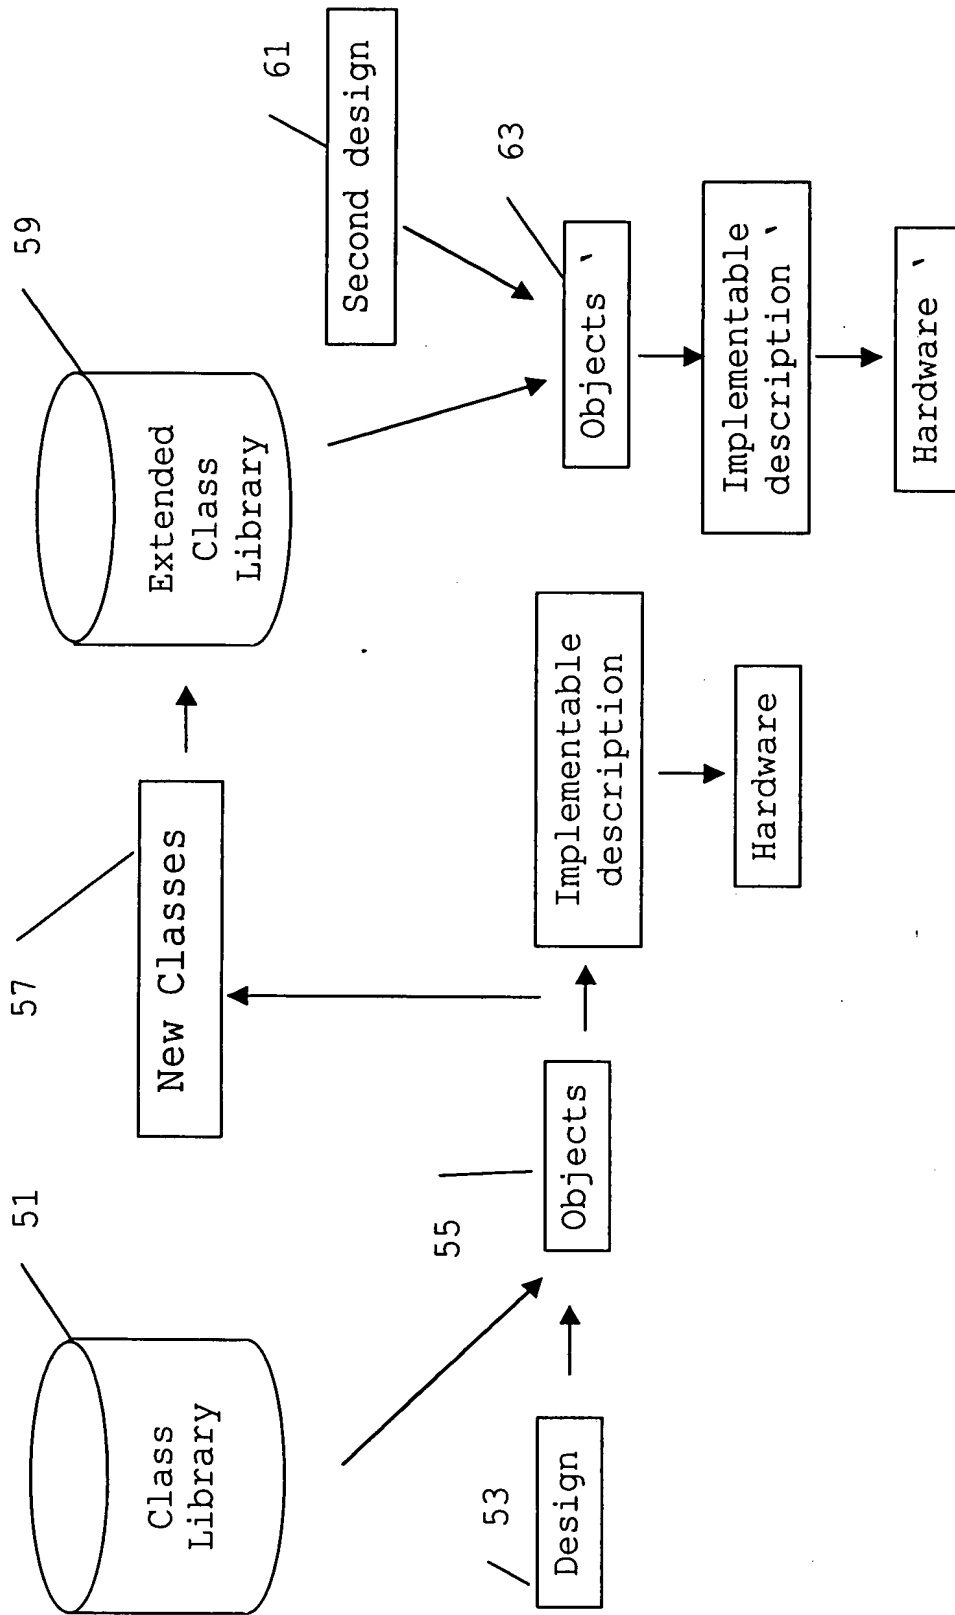 51
Class
Library
57
New Classes
59
Extended
Class
Library
53
Design
55
Objects
Implementable
description
Hardware
61
Second design
63
Objects `
Implementable
description `
Hardware `